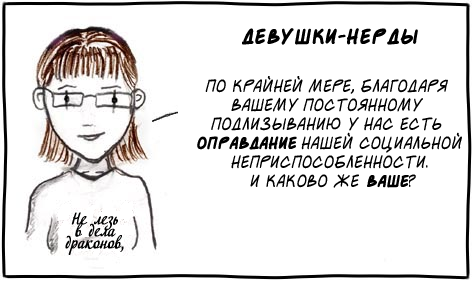 ДЕВУШКИ-НЕРДЫ
ПО КРАЙНЕЙ МЕРЕ, БЛАГОДАРЯ
ВАШЕМУ ПОСТОЯННОМУ
ПОДЛИЗЫВАНИЮ У НАС ЕСТЬ
ОПРАВДАНИЕ НАШЕЙ СОЦИАЛЬНОЙ
НЕПРИСПОСОБЛЕННОСТИ.
И КАКОВО ЖЕ ВАШЕ?
Не лезь
в дела
драконов,